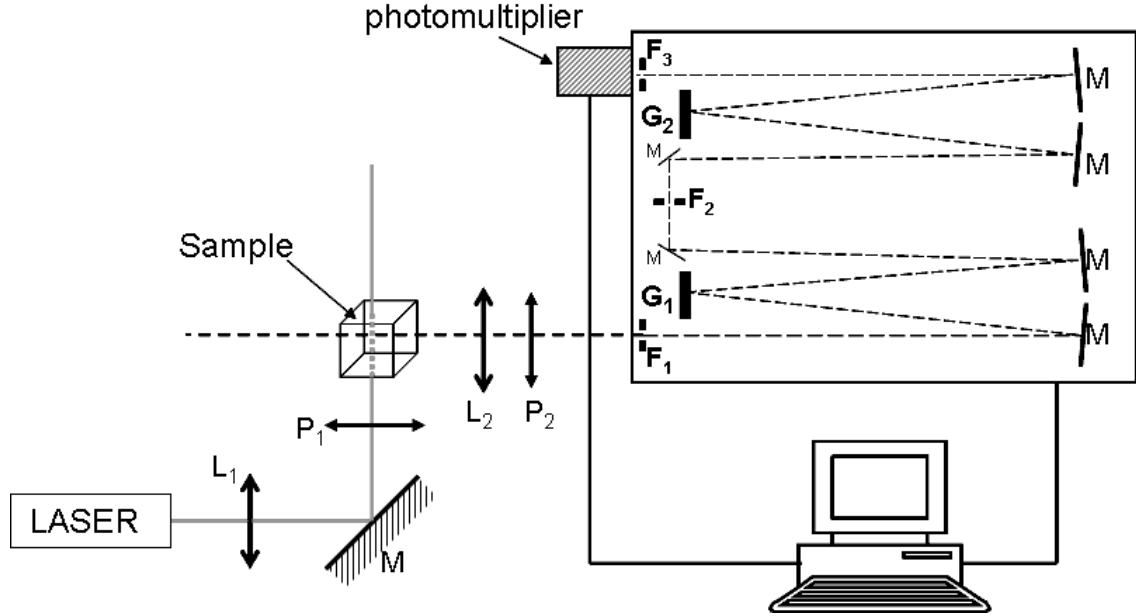 photomultiplier
F3
M
G2
M
M
F2
Sample
M
M
G1
M
F1
L2
P2
P1
L1
LASER
M